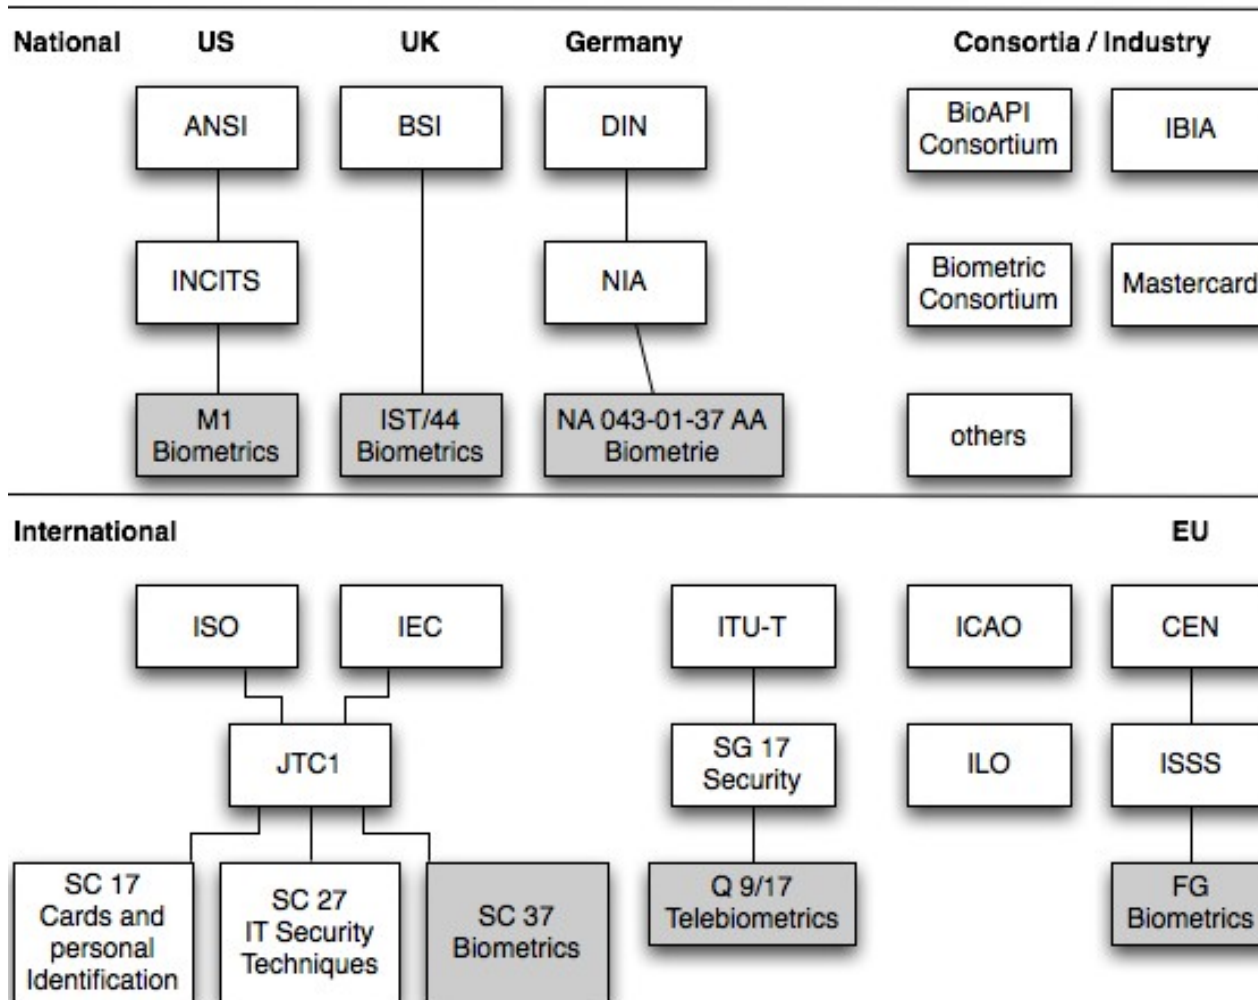 National
US
UK
Germany
Consortia / Industry
ANSI
BSI
DIN
BioAPI
Consortium
IBIA
INCITS
NIA
Biometric
Consortium
Mastercard
M1
Biometrics
IST/44
Biometrics
NA 043-01-37 AA
Biometrie
others
International
EU
ISO
IEC
ITU-T
ICAO
CEN
JTC1
SG 17
Security
ILO
ISSS
SC 17
Cards and
personal
Identification
SC 27
IT Security
Techniques
SC 37
Biometrics
Q 9/17
Telebiometrics
FG
Biometrics